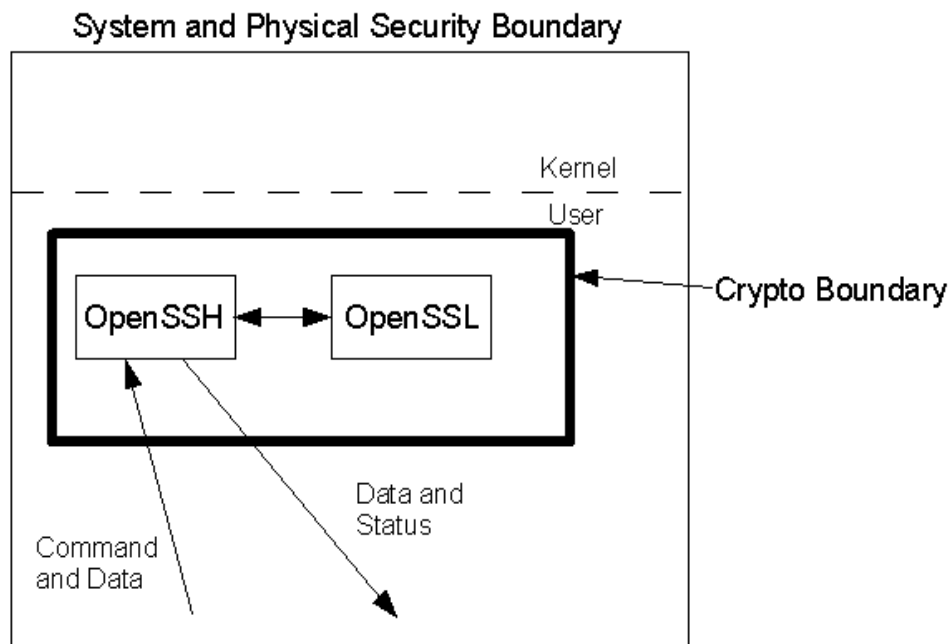 System and Physical Security Boundary
Kernel
User
OpenSSH
OpenSSL
Crypto Boundary
Data and
Status
Command
and Data